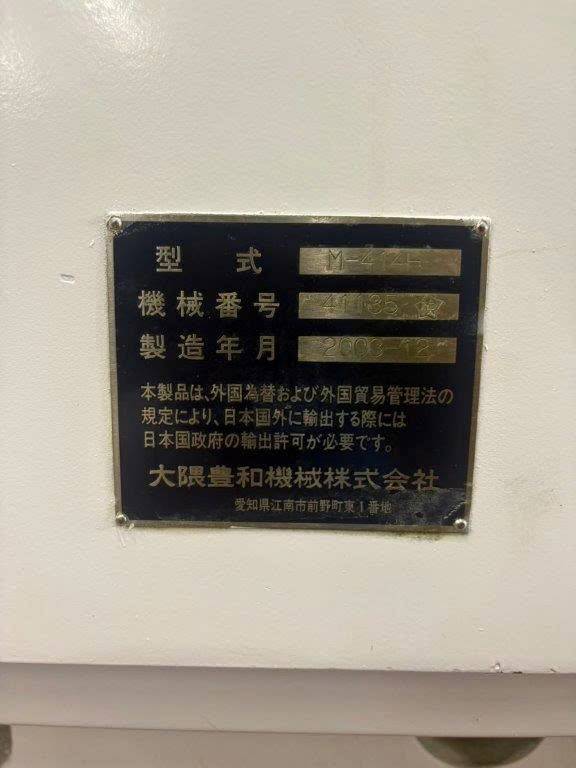 型式 M-414H
機械番号 41135
製造年月 2003-12
本製品は、外国為替および外国貿易管理法の
規定により、日本国外に輸出する際には
日本国政府の輸出許可が必要です。
大隈豊和機械株式会社
愛知県江南市前野町東1番地